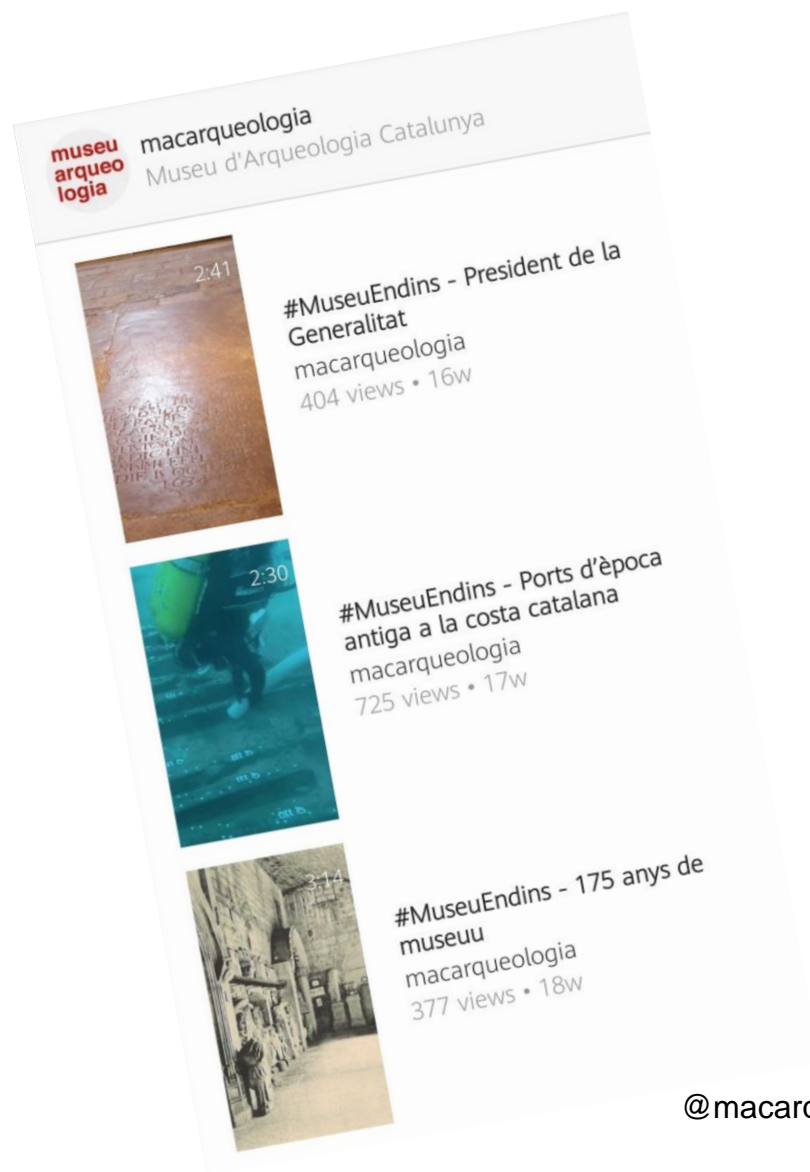 museu
arqueo
logia
macarqueologia
Museu d'Arqueologia Catalunya
2:41
#MuseuEndins - President de la
Generalitat
macarqueologia
404 views • 16w
2:30
#MuseuEndins - Ports d'època
antiga a la costa catalana
macarqueologia
725 views • 17w
3:14
#MuseuEndins - 175 anys de
museuu
macarqueologia
377 views • 18w